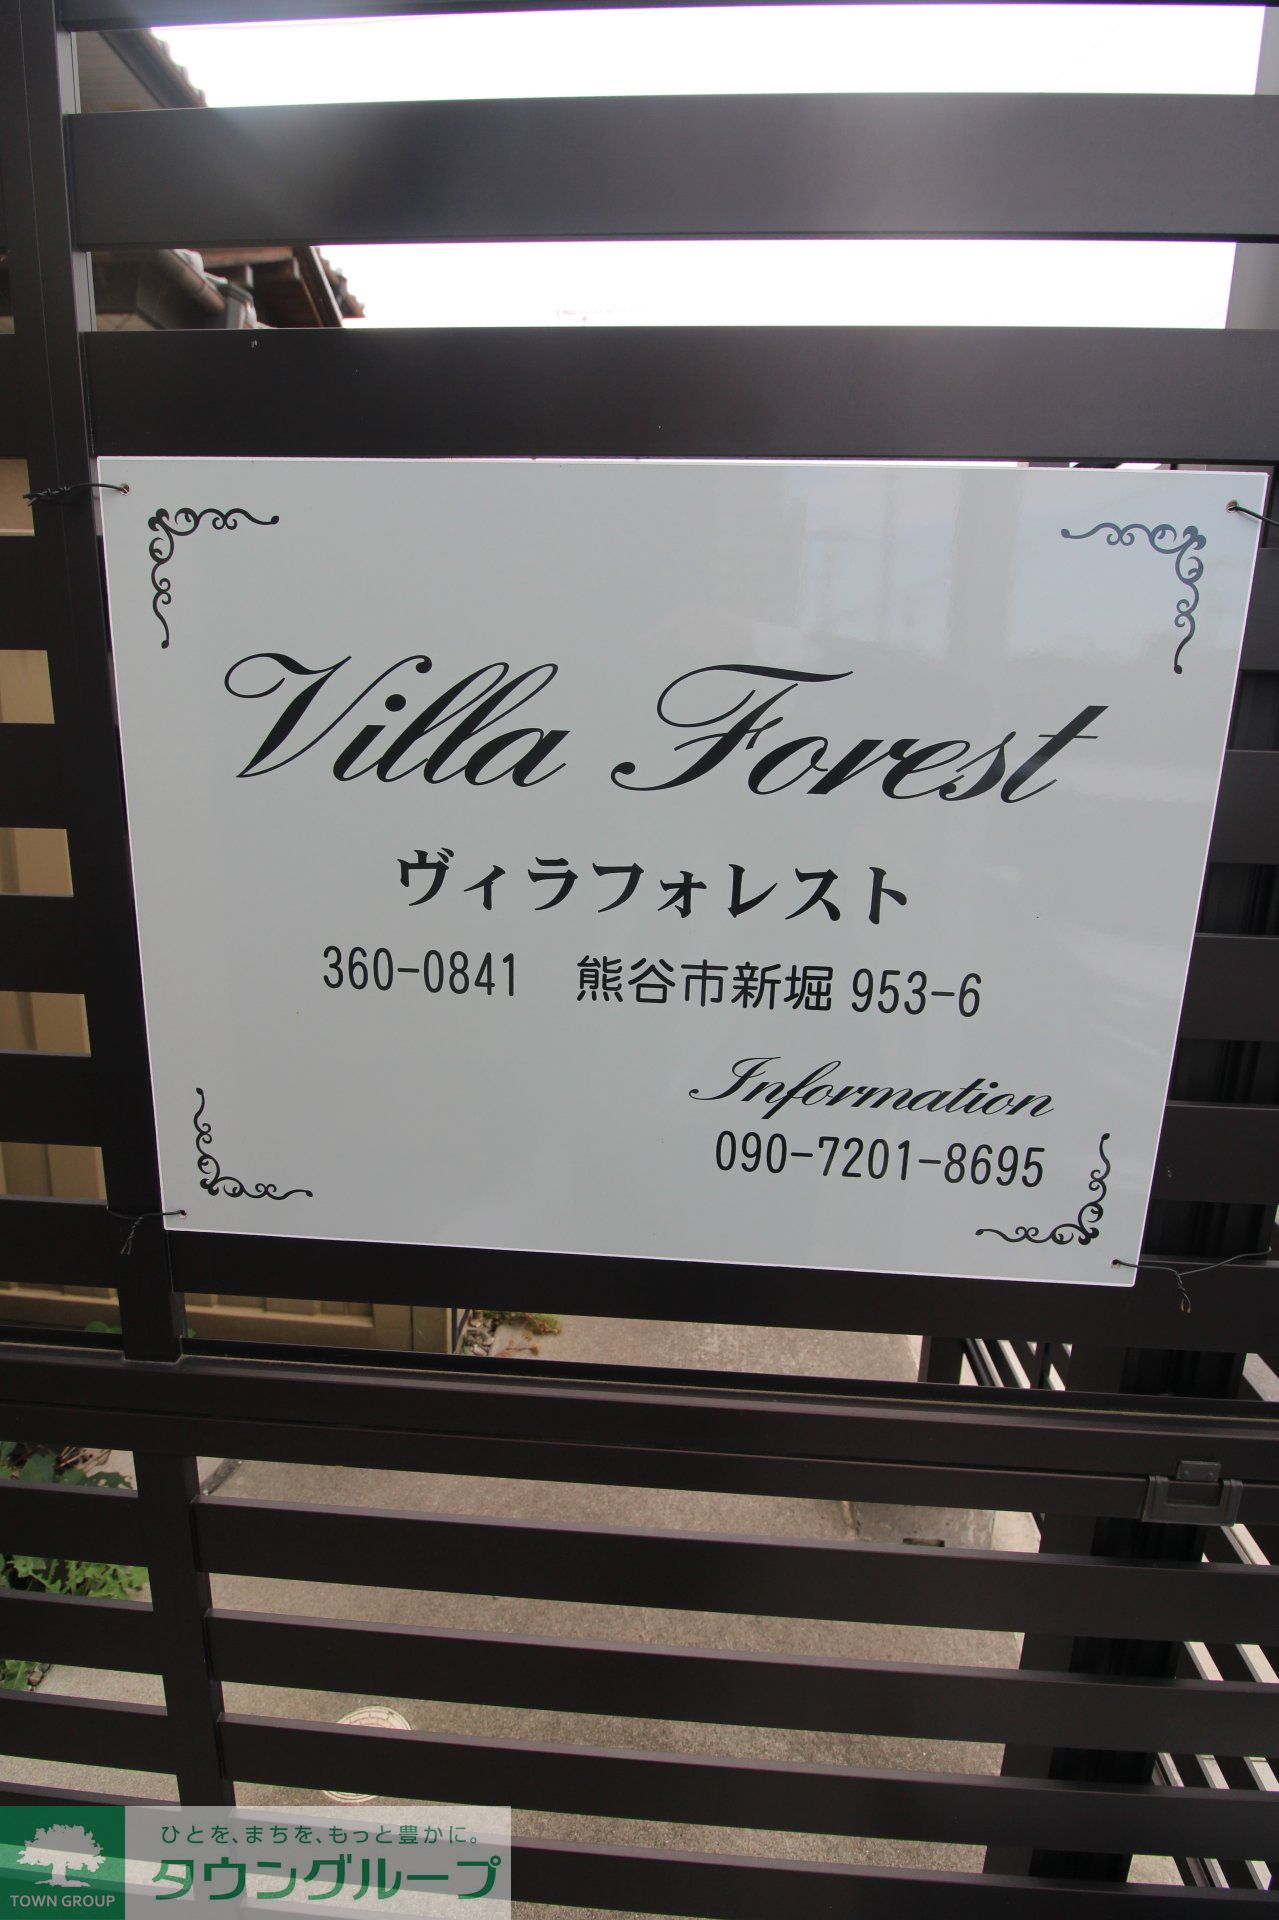 Villa Forest
ヴィラフォレスト
360-0841　熊谷市新堀 953-6
Information
090-7201-8695
ひとを、まちを、もっと豊かに。
タウングループ
TOWN GROUP